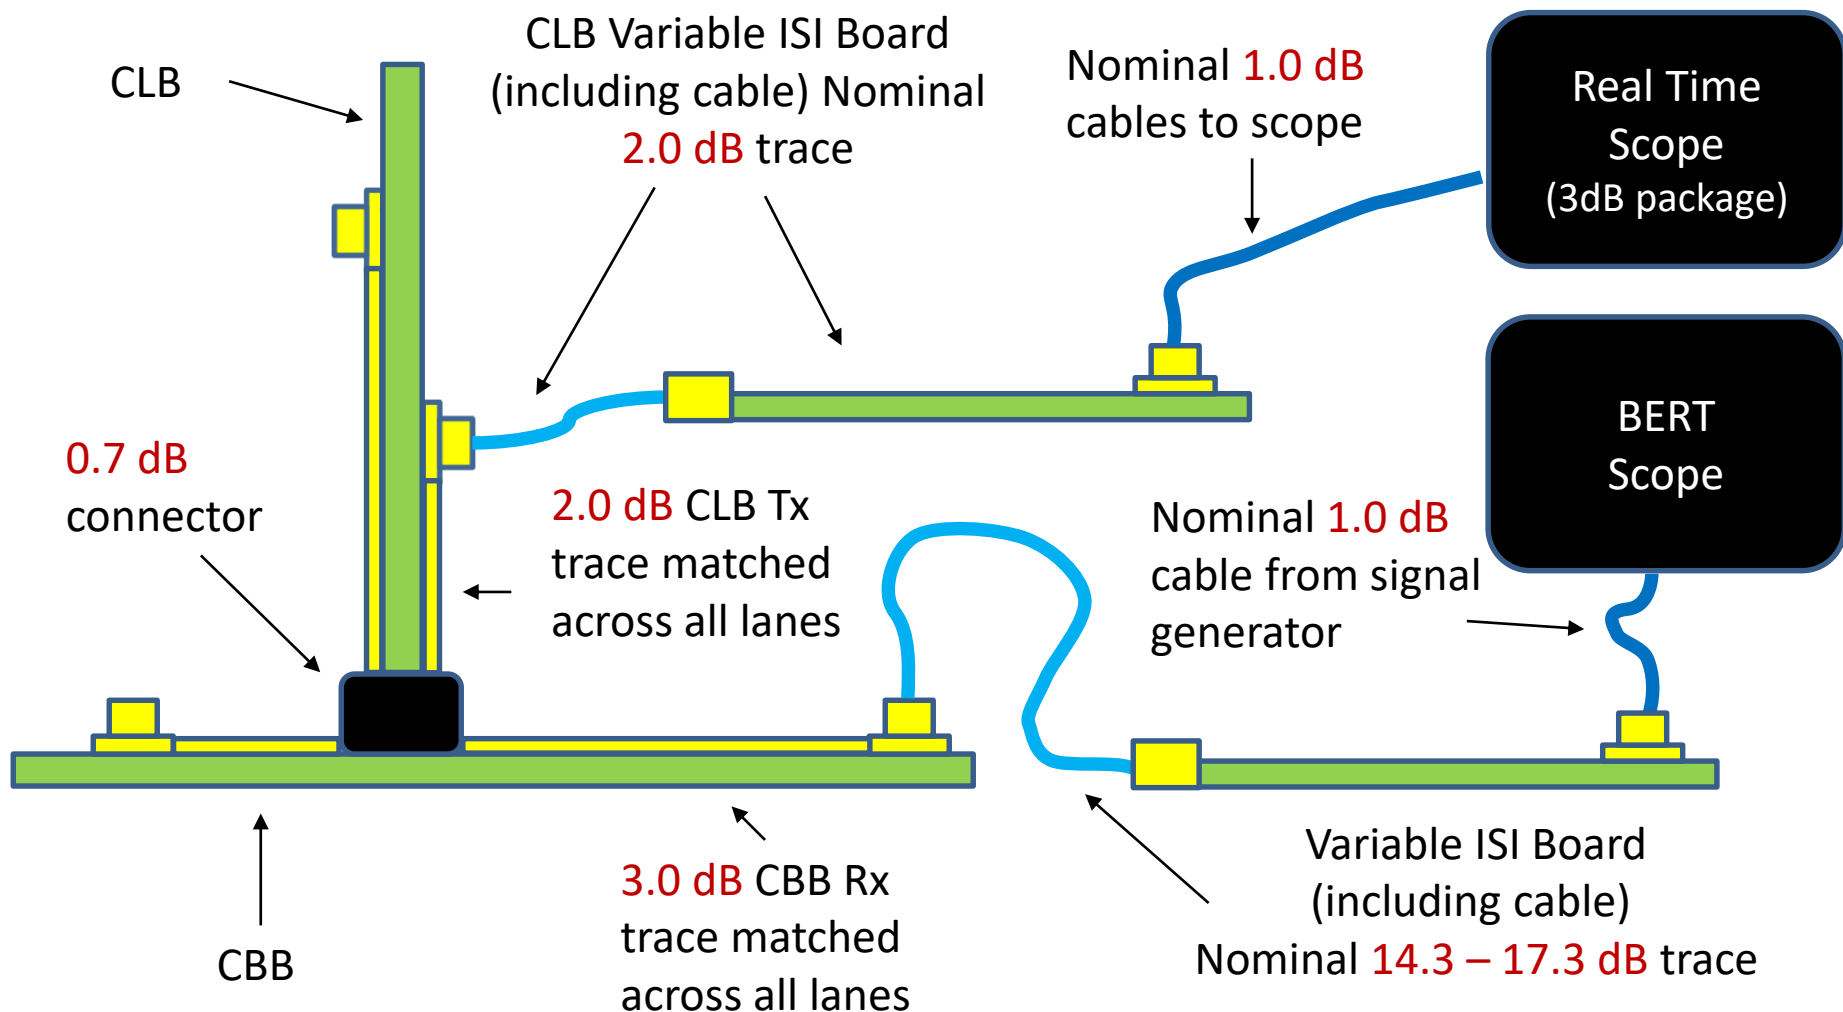 CLB
CLB Variable ISI Board
(including cable) Nominal
2.0 dB trace
Nominal 1.0 dB
cables to scope
Real Time
Scope
(3dB package)
BERT
Scope
0.7 dB
connector
2.0 dB CLB Tx
trace matched
across all lanes
Nominal 1.0 dB
cable from signal
generator
CBB
3.0 dB CBB Rx
trace matched
across all lanes
Variable ISI Board
(including cable)
Nominal 14.3 – 17.3 dB trace